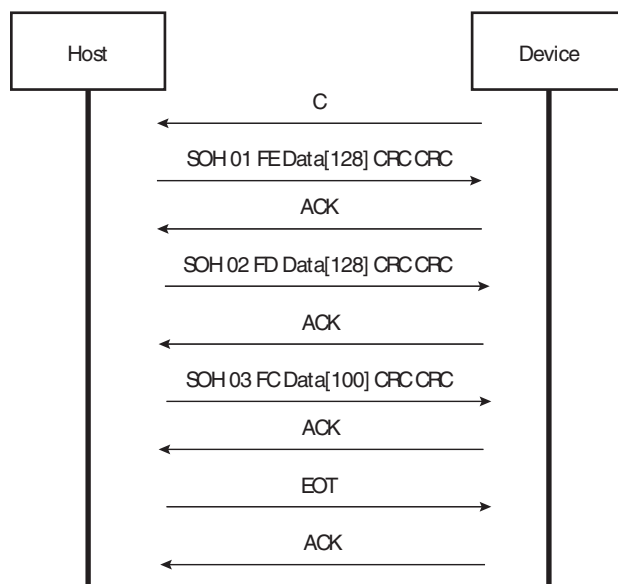 Host
Device
C
SOH 01 FE Data[128] CRC CRC
ACK
SOH 02 FD Data[128] CRC CRC
ACK
SOH 03 FC Data[100] CRC CRC
ACK
EOT
ACK